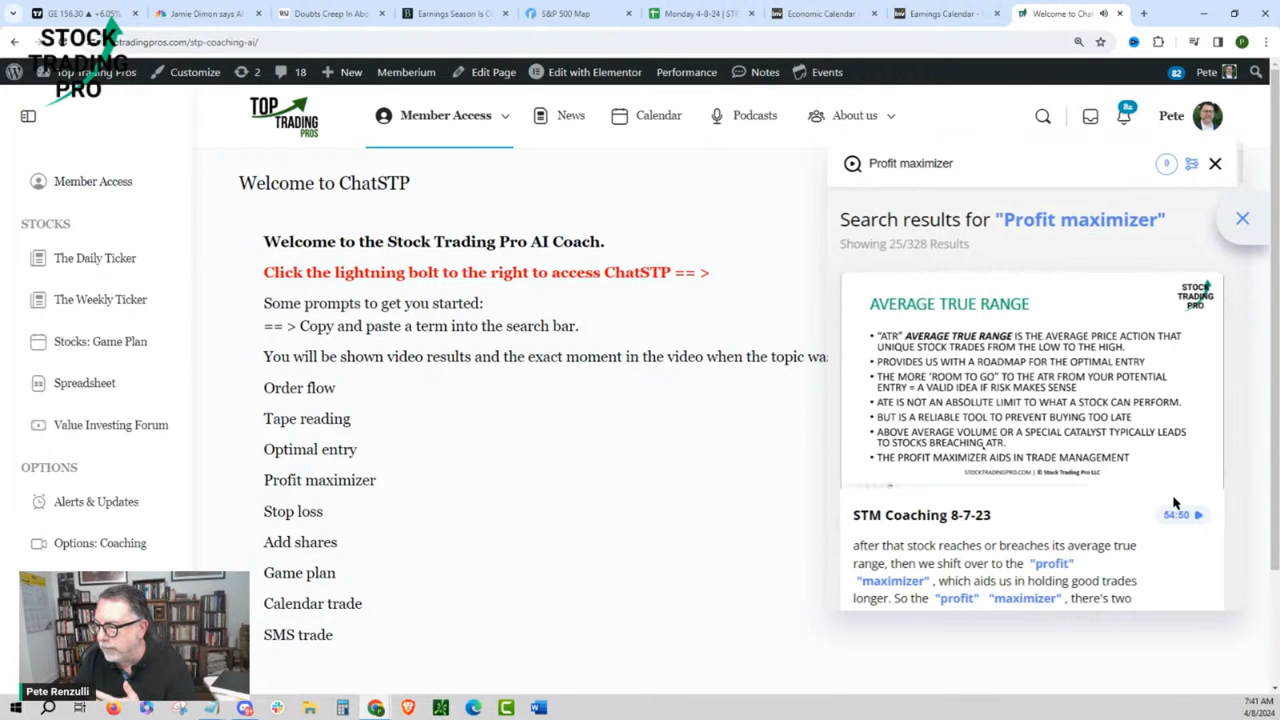 GE 156.30 ▲ +6.05%
Jamie Dimon says AI
Doubts Creep In Abo
Earnings Season Is C
S&P 500 Map
Monday 4-8-24 | ST
Economic Calendar -
Earnings Calendar -
Welcome to Cha
tradingpros.com/stp-coaching-ai/
STOCK
TRADING
PRO
Top Trading Pros
Customize
2
18
New
Memberium
Edit Page
Edit with Elementor
Performance
Notes
Events
82
Pete
TOP
TRADING
PROS
Member Access
News
Calendar
Podcasts
About us
82
Pete
Member Access
STOCKS
The Daily Ticker
The Weekly Ticker
Stocks: Game Plan
Spreadsheet
Value Investing Forum
OPTIONS
Alerts & Updates
Options: Coaching
Welcome to ChatSTP
Welcome to the Stock Trading Pro AI Coach.
Click the lightning bolt to the right to access ChatSTP == >
Some prompts to get you started:
== > Copy and paste a term into the search bar.
You will be shown video results and the exact moment in the video when the topic was
Order flow
Tape reading
Optimal entry
Profit maximizer
Stop loss
Add shares
Game plan
Calendar trade
SMS trade
Profit maximizer
0
Search results for "Profit maximizer"
Showing 25/328 Results
STOCK
TRADING
PRO
AVERAGE TRUE RANGE
• "ATR" AVERAGE TRUE RANGE IS THE AVERAGE PRICE ACTION THAT
UNIQUE STOCK TRADES FROM THE LOW TO THE HIGH.
• PROVIDES US WITH A ROADMAP FOR THE OPTIMAL ENTRY
• THE MORE 'ROOM TO GO" TO THE ATR FROM YOUR POTENTIAL
ENTRY = A VALID IDEA IF RISK MAKES SENSE
• ATE IS NOT AN ABSOLUTE LIMIT TO WHAT A STOCK CAN PERFORM.
• BUT IS A RELIABLE TOOL TO PREVENT BUYING TOO LATE
• ABOVE AVERAGE VOLUME OR A SPECIAL CATALYST TYPICALLY LEADS
TO STOCKS BREACHING ATR.
• THE PROFIT MAXIMIZER AIDS IN TRADE MANAGEMENT
STOCKTRADINGPRO.COM | © Stock Trading Pro LLC
STM Coaching 8-7-23
54:50
after that stock reaches or breaches its average true
range, then we shift over to the "profit"
"maximizer" , which aids us in holding good trades
longer. So the "profit" "maximizer" , there's two
Pete Renzulli
7:41 AM
4/8/2024